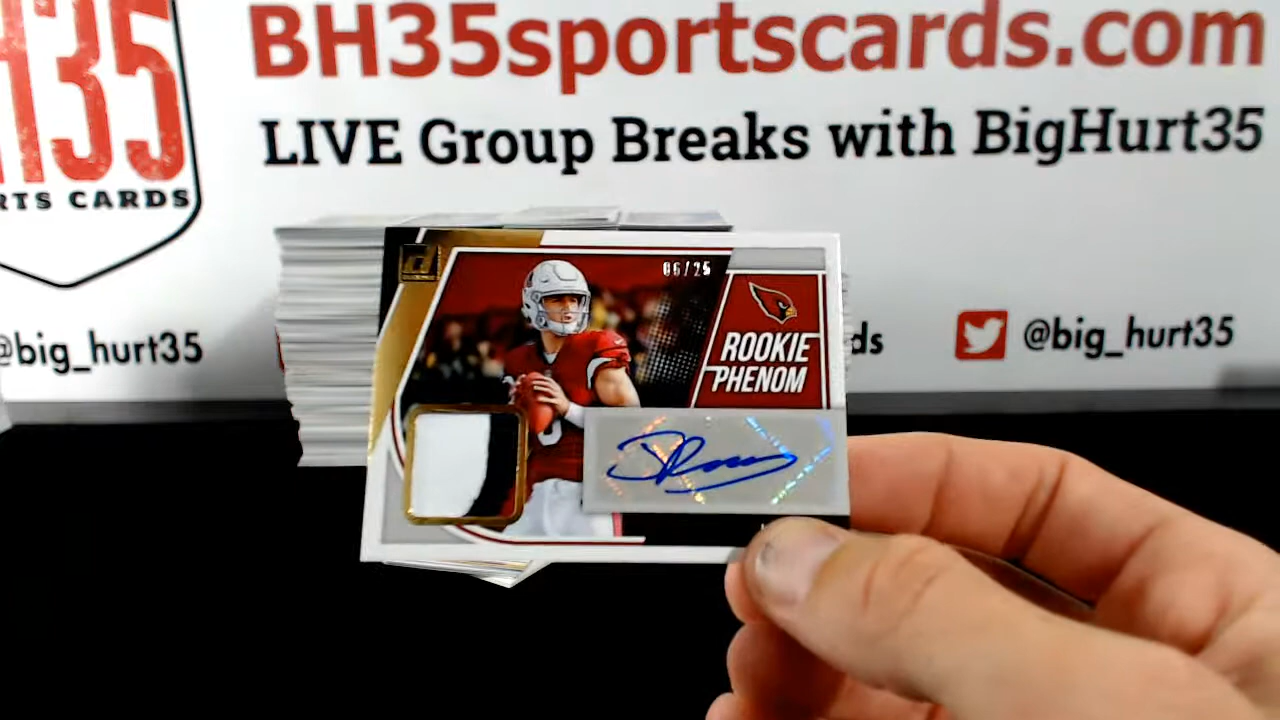 H35
RTS CARDS
BH35sportscards.com
LIVE Group Breaks with BigHurt35
@big_hurt35
ds
@big_hurt35
06/25
ROOKIE
PHENOM